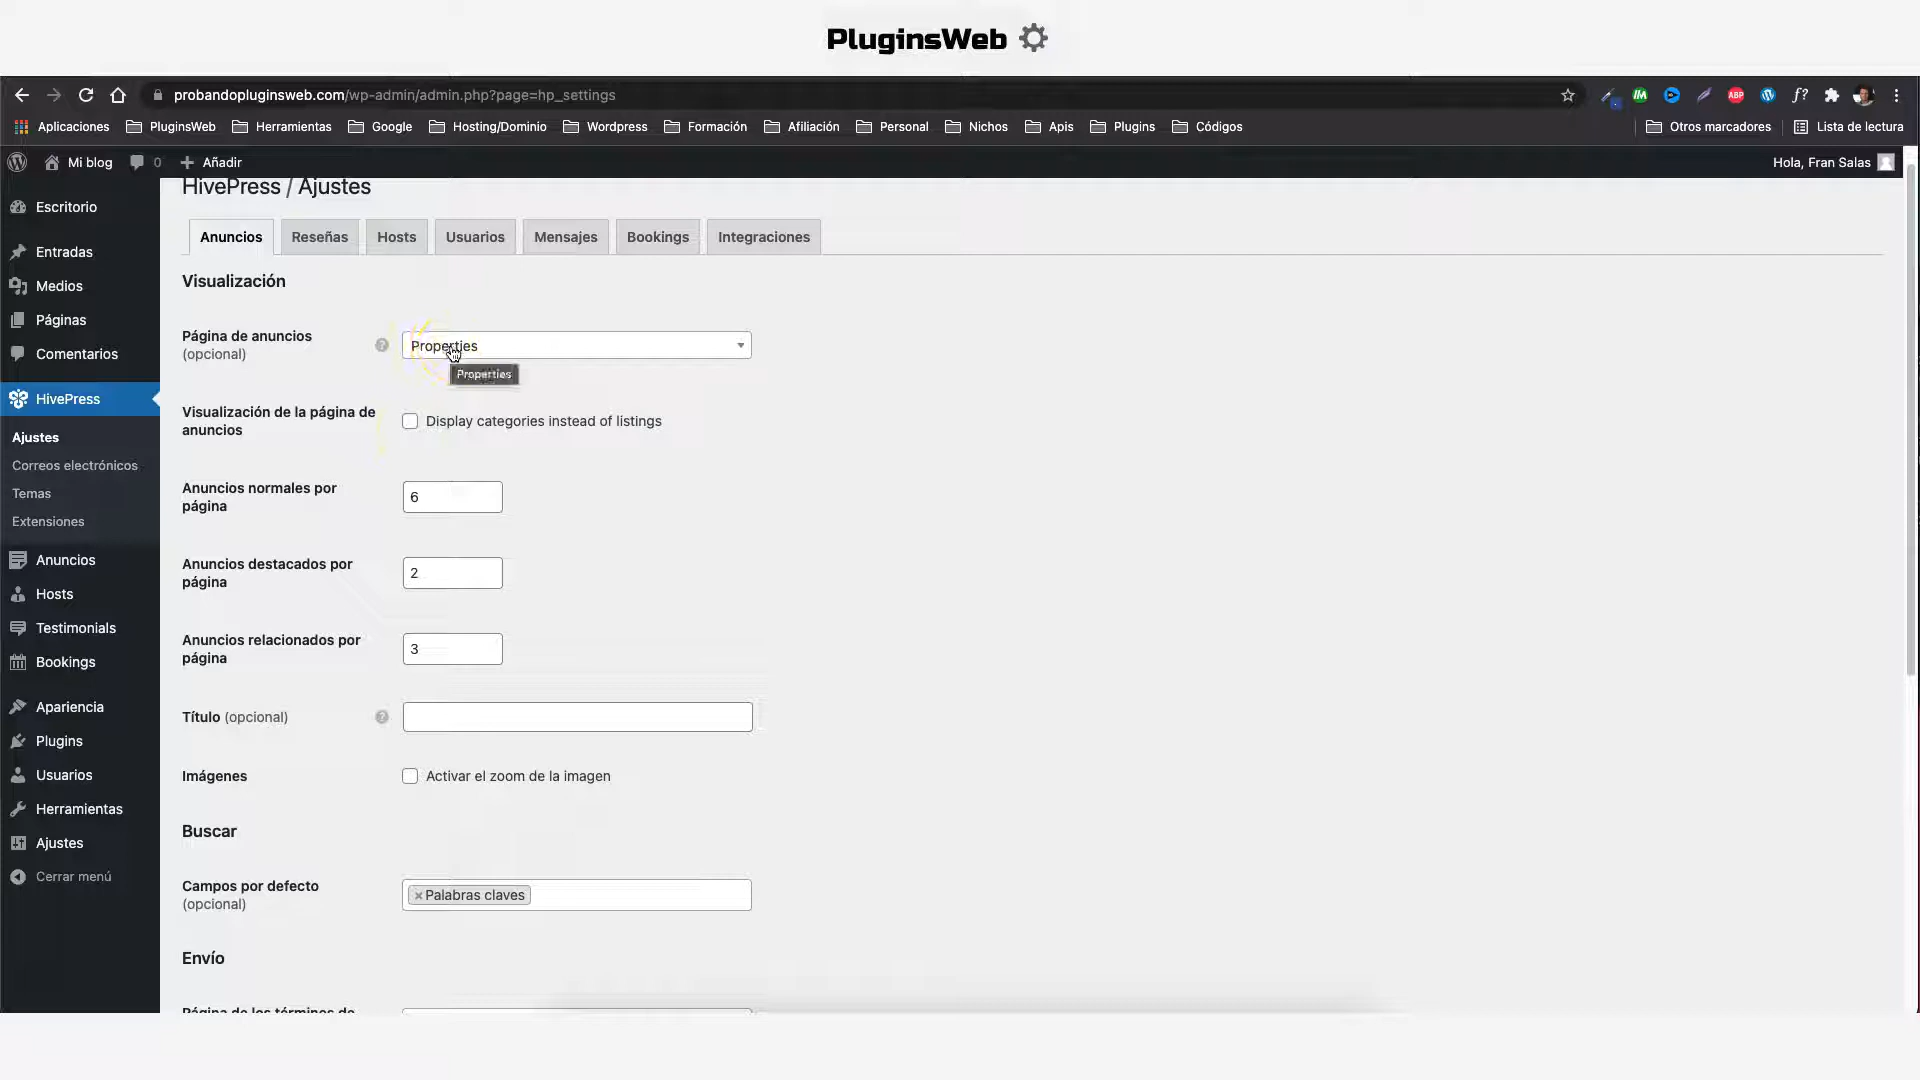 PluginsWeb
probandopluginsweb.com/wp-admin/admin.php?page=hp_settings
Aplicaciones PluginsWeb Herramientas Google Hosting/Dominio Wordpress Formación Afiliación Personal Nichos Apis Plugins Códigos Otros marcadores Lista de lectura
Mi blog 0 Añadir Hola, Fran Salas
HivePress / Ajustes
Escritorio
Entradas
Medios
Páginas
Comentarios
HivePress
Ajustes
Correos electrónicos
Temas
Extensiones
Anuncios
Hosts
Testimonials
Bookings
Apariencia
Plugins
Usuarios
Herramientas
Ajustes
Cerrar menú
Anuncios Reseñas Hosts Usuarios Mensajes Bookings Integraciones
Visualización
Página de anuncios
(opcional)
Properties
Properties
Visualización de la página de
anuncios
Display categories instead of listings
Anuncios normales por
página
6
Anuncios destacados por
página
2
Anuncios relacionados por
página
3
Título (opcional)
Imágenes
Activar el zoom de la imagen
Buscar
Campos por defecto
(opcional)
×Palabras claves
Envío
Página de los términos de